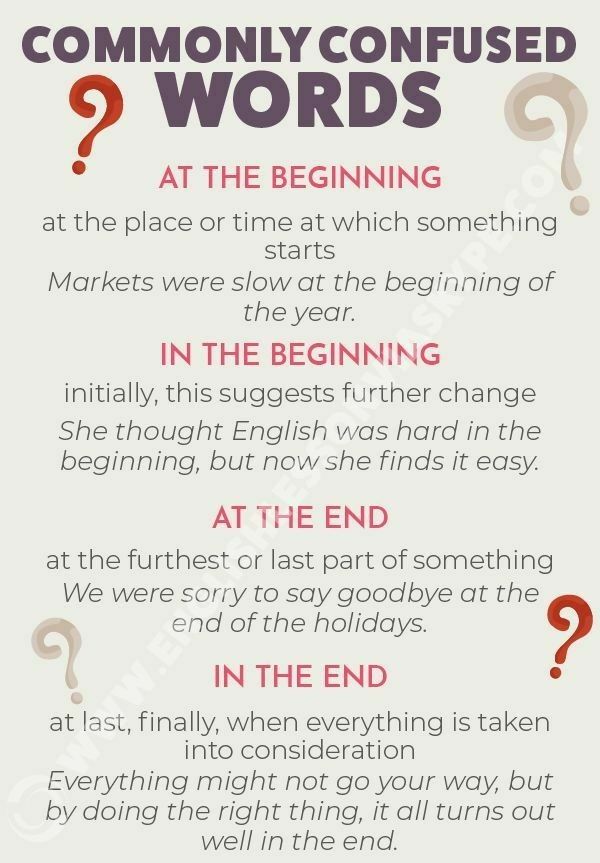 COMMONLY CONFUSED
WORDS
AT THE BEGINNING
at the place or time at which something
starts
Markets were slow at the beginning of
the year.
IN THE BEGINNING
initially, this suggests further change
She thought English was hard in the
beginning, but now she finds it easy.
AT THE END
at the furthest or last part of something
We were sorry to say goodbye at the
end of the holidays.
IN THE END
at last, finally, when everything is taken
into consideration
Everything might not go your way, but
by doing the right thing, it all turns out
well in the end.
WWW.ENGLISHLESSONVIASKYPE.COM